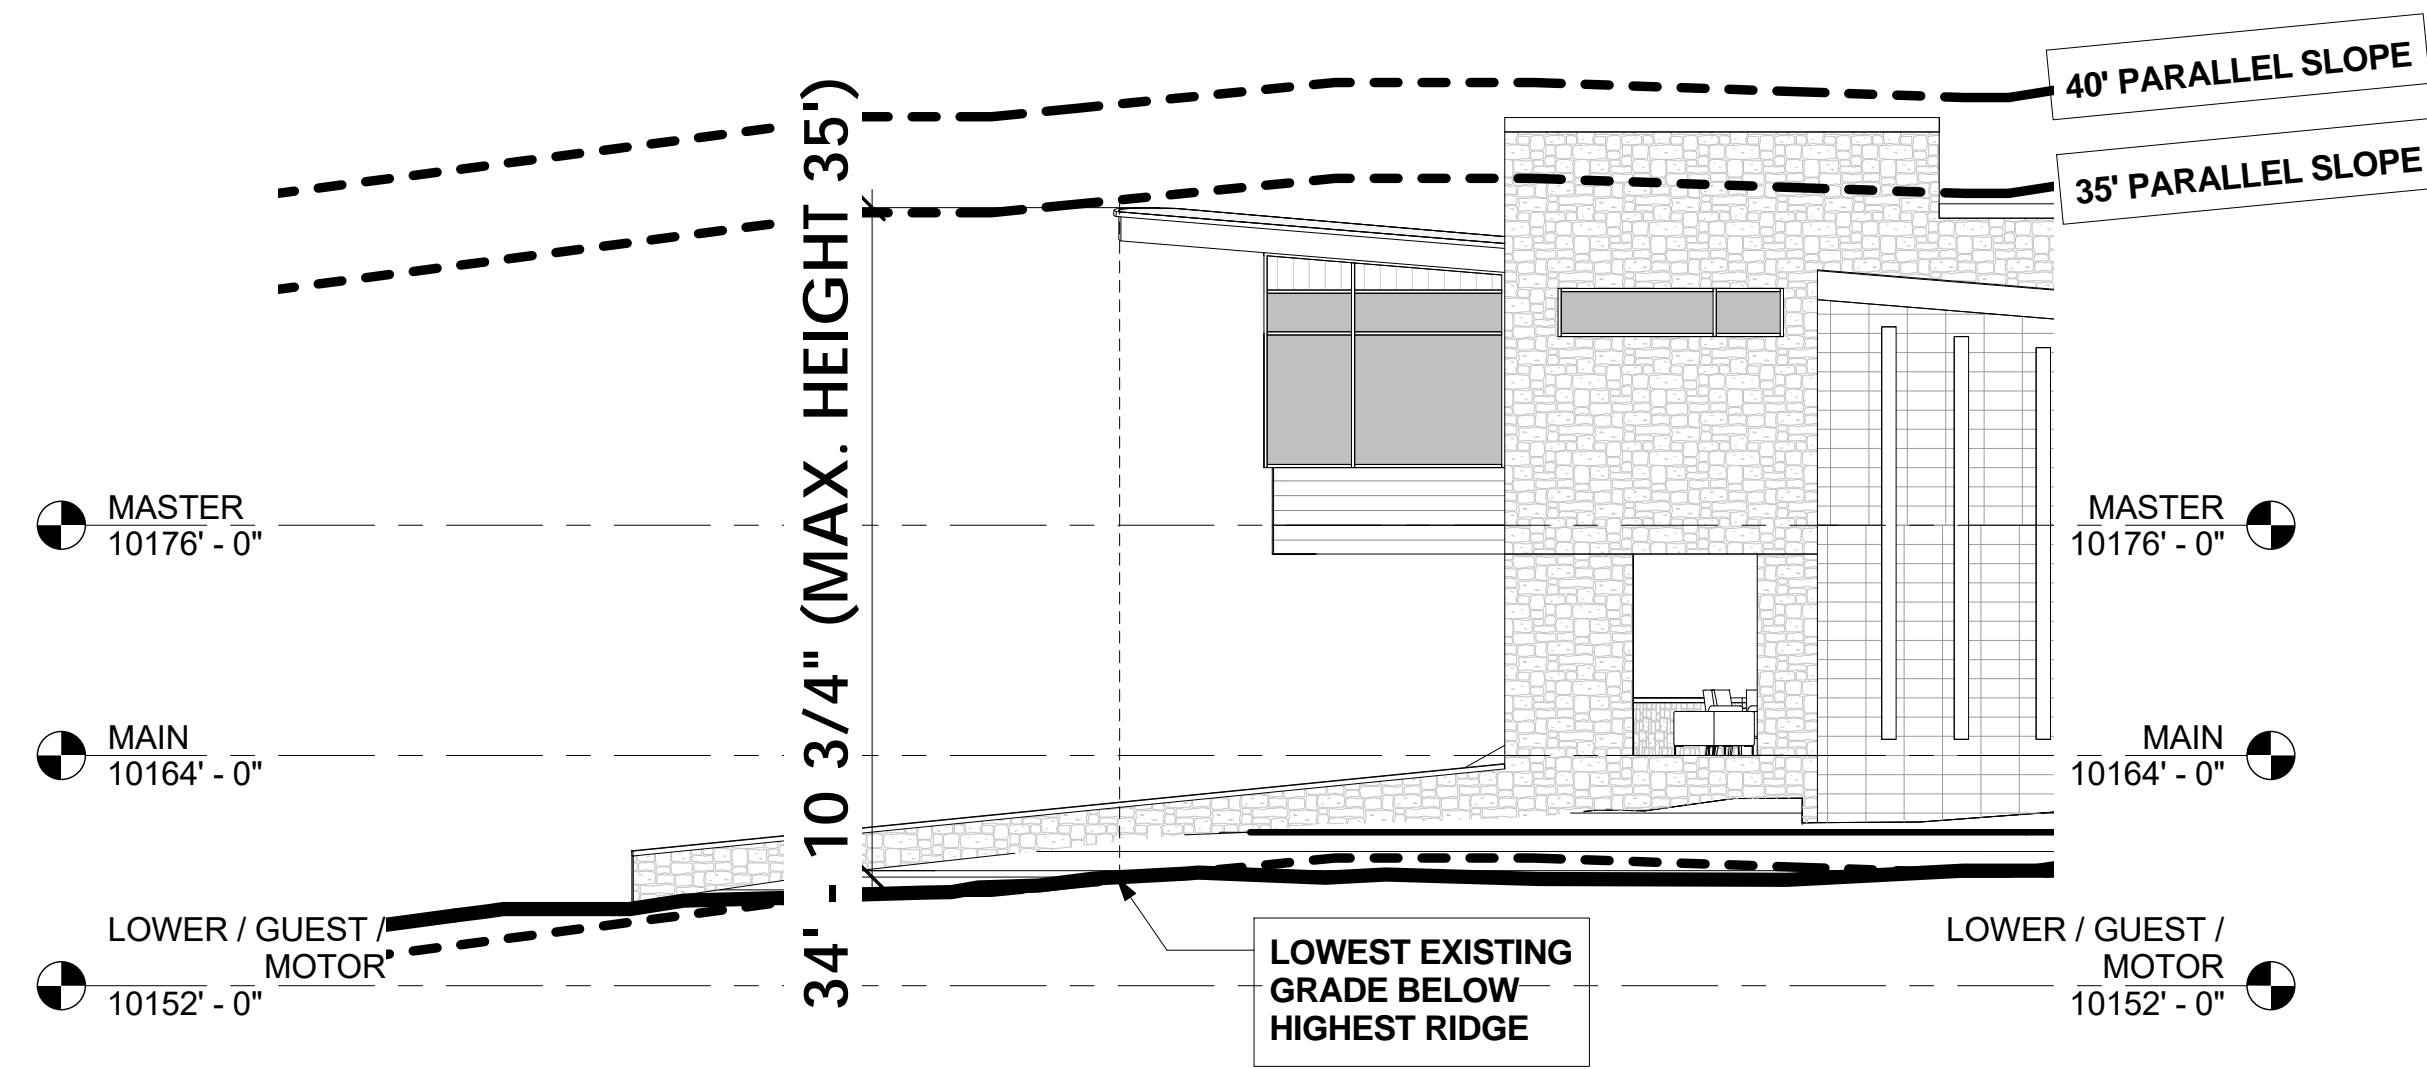 40' PARALLEL SLOPE
35' PARALLEL SLOPE
34' - 10 3/4" (MAX. HEIGHT 35')
MASTER
10176' - 0"
MASTER
10176' - 0"
MAIN
10164' - 0"
MAIN
10164' - 0"
LOWER / GUEST /
MOTOR
10152' - 0"
LOWEST EXISTING
GRADE BELOW
HIGHEST RIDGE
LOWER / GUEST /
MOTOR
10152' - 0"